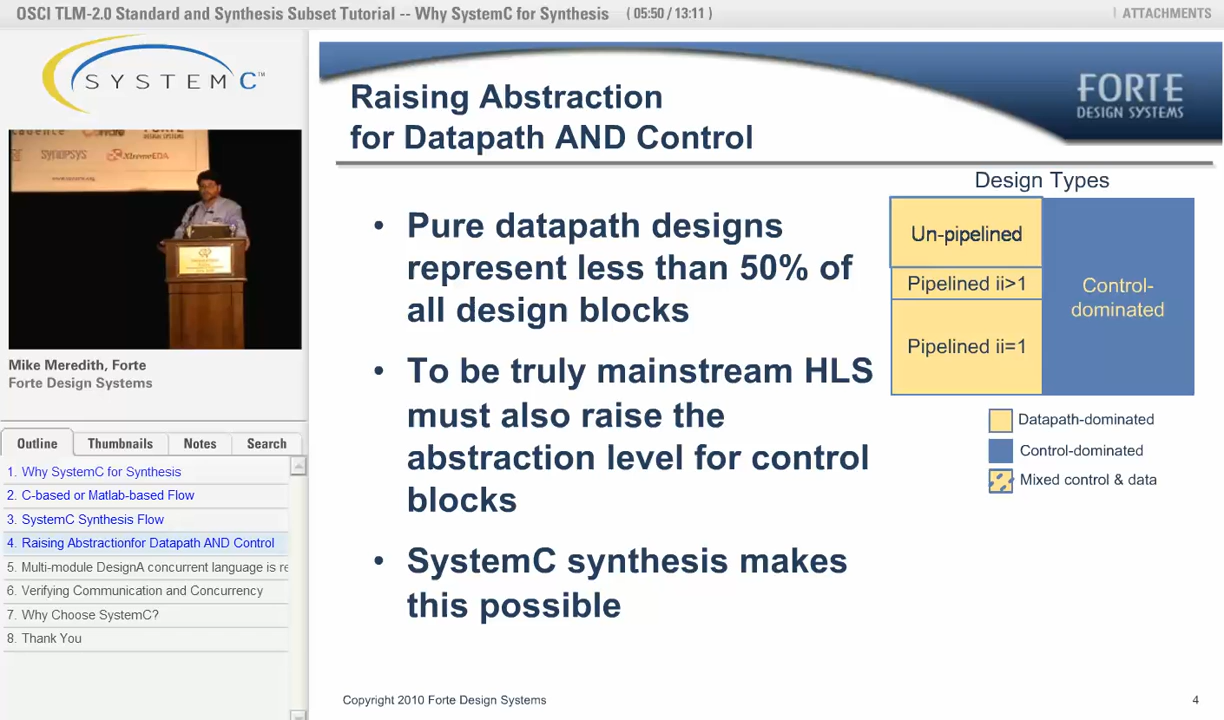 OSCI TLM-2.0 Standard and Synthesis Subset Tutorial -- Why SystemC for Synthesis ( 05:50 / 13:11 )
ATTACHMENTS
SYSTEMC™
FORTE
DESIGN SYSTEMS
SYNOPSYS
XtremeEDA
Mike Meredith, Forte
Forte Design Systems
Outline Thumbnails Notes Search
1. Why SystemC for Synthesis
2. C-based or Matlab-based Flow
3. SystemC Synthesis Flow
4. Raising Abstractionfor Datapath AND Control
5. Multi-module DesignA concurrent language is re
6. Verifying Communication and Concurrency
7. Why Choose SystemC?
8. Thank You
Raising Abstraction
for Datapath AND Control
FORTE
DESIGN SYSTEMS
• Pure datapath designs
represent less than 50% of
all design blocks
• To be truly mainstream HLS
must also raise the
abstraction level for control
blocks
• SystemC synthesis makes
this possible
Design Types
Un-pipelined
Pipelined ii>1
Pipelined ii=1
Control-
dominated
Datapath-dominated
Control-dominated
Mixed control & data
Copyright 2010 Forte Design Systems
4